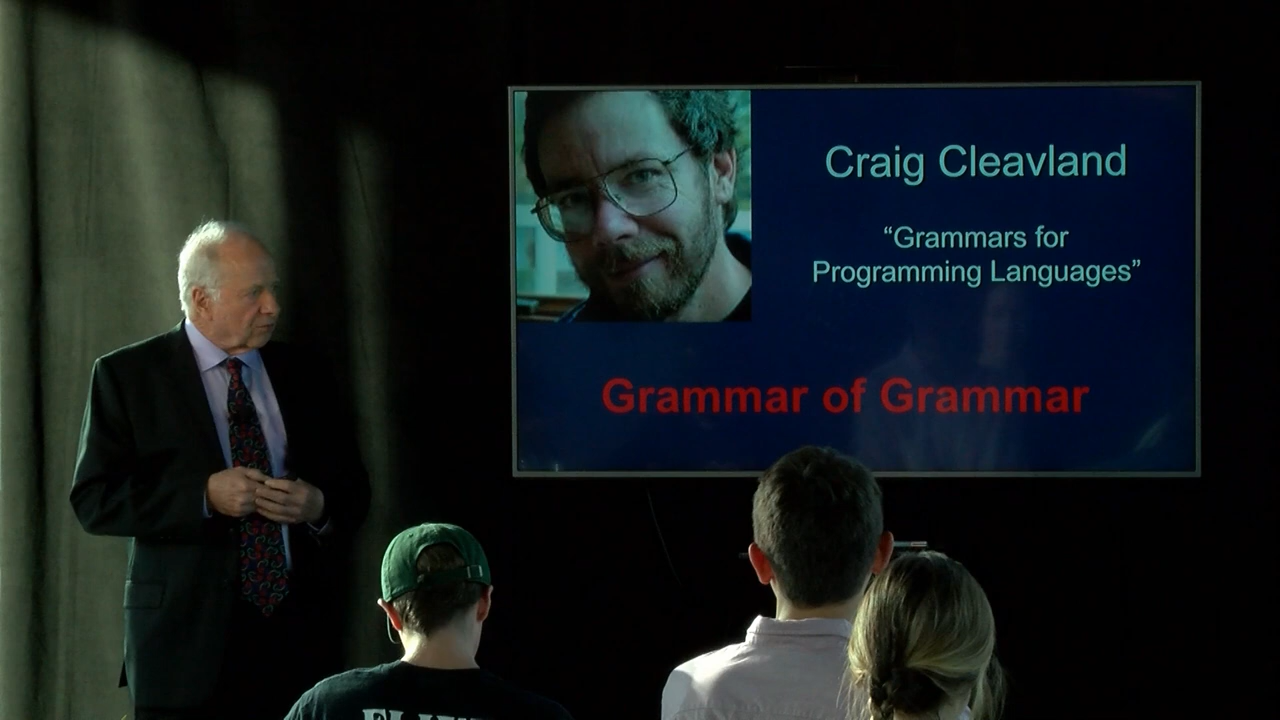 Craig Cleavland
“Grammars for
Programming Languages”
Grammar of Grammar